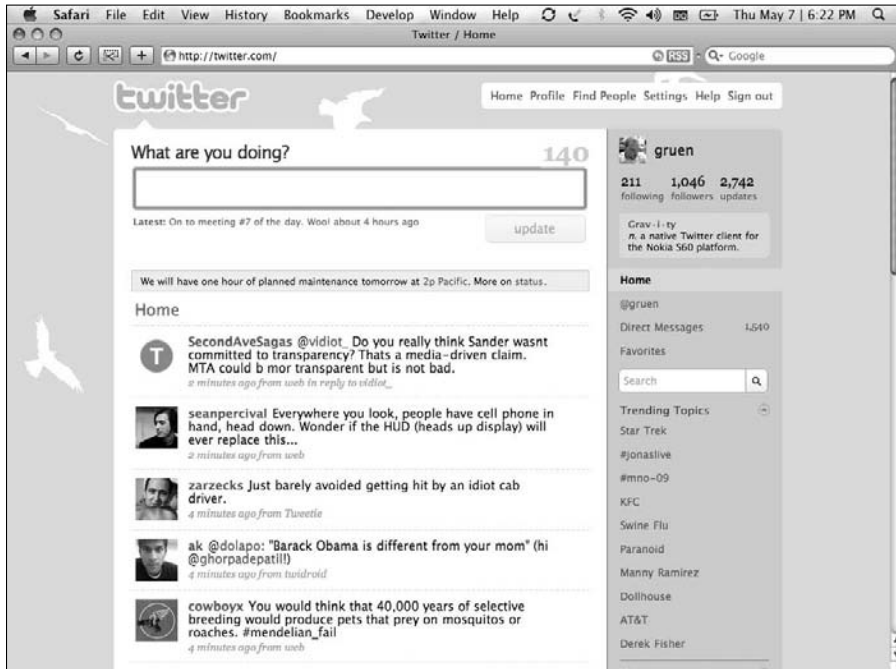 Safari File Edit View History Bookmarks Develop Window Help Thu May 7 | 6:22 PM
Twitter / Home
http://twitter.com/ RSS Google
twitter
Home Profile Find People Settings Help Sign out
What are you doing? 140
Latest: On to meeting #7 of the day. Woo! about 4 hours ago
update
We will have one hour of planned maintenance tomorrow at 2p Pacific. More on status.
Home
T
SecondAveSagas @vidiot_ Do you really think Sander wasnt
committed to transparency? Thats a media-driven claim.
MTA could b mor transparent but is not bad.
2 minutes ago from web in reply to vidiot_
seanpercival Everywhere you look, people have cell phone in
hand, head down. Wonder if the HUD (heads up display) will
ever replace this...
2 minutes ago from web
zarzecks Just barely avoided getting hit by an idiot cab
driver.
4 minutes ago from Tweetie
ak @dolapo: "Barack Obama is different from your mom" (hi
@ghorpadepatil!)
4 minutes ago from twidroid
cowboyx You would think that 40,000 years of selective
breeding would produce pets that prey on mosquitos or
roaches. #mendelian_fail
4 minutes ago from web
gruen
211 1,046 2,742
following followers updates
Grav·i·ty
n. a native Twitter client for
the Nokia S60 platform.
Home
@gruen
Direct Messages 1,540
Favorites
Search
Trending Topics
Star Trek
#jonaslive
#mno-09
KFC
Swine Flu
Paranoid
Manny Ramirez
Dollhouse
AT&T
Derek Fisher